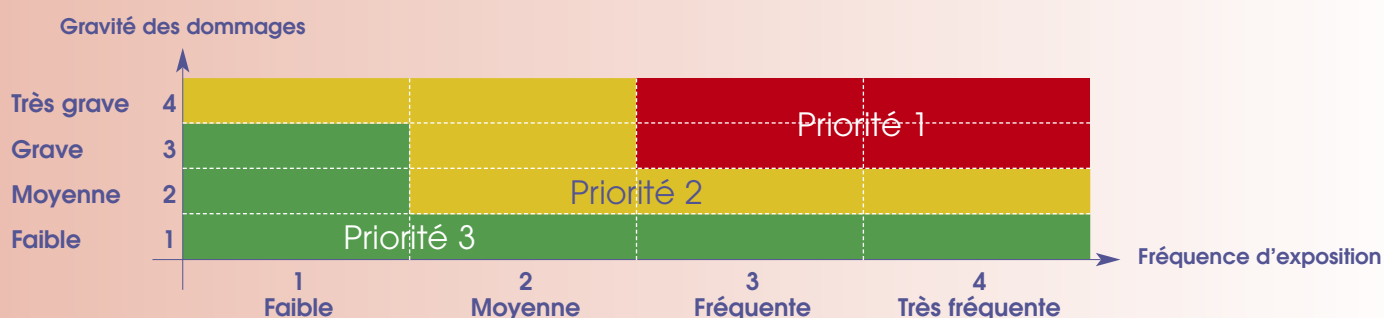 Gravité des dommages
Très grave 4
Priorité 1
Grave 3
Moyenne 2
Priorité 2
Faible 1
Priorité 3
Fréquence d’exposition
1 2 3 4
Faible Moyenne Fréquente Très fréquente